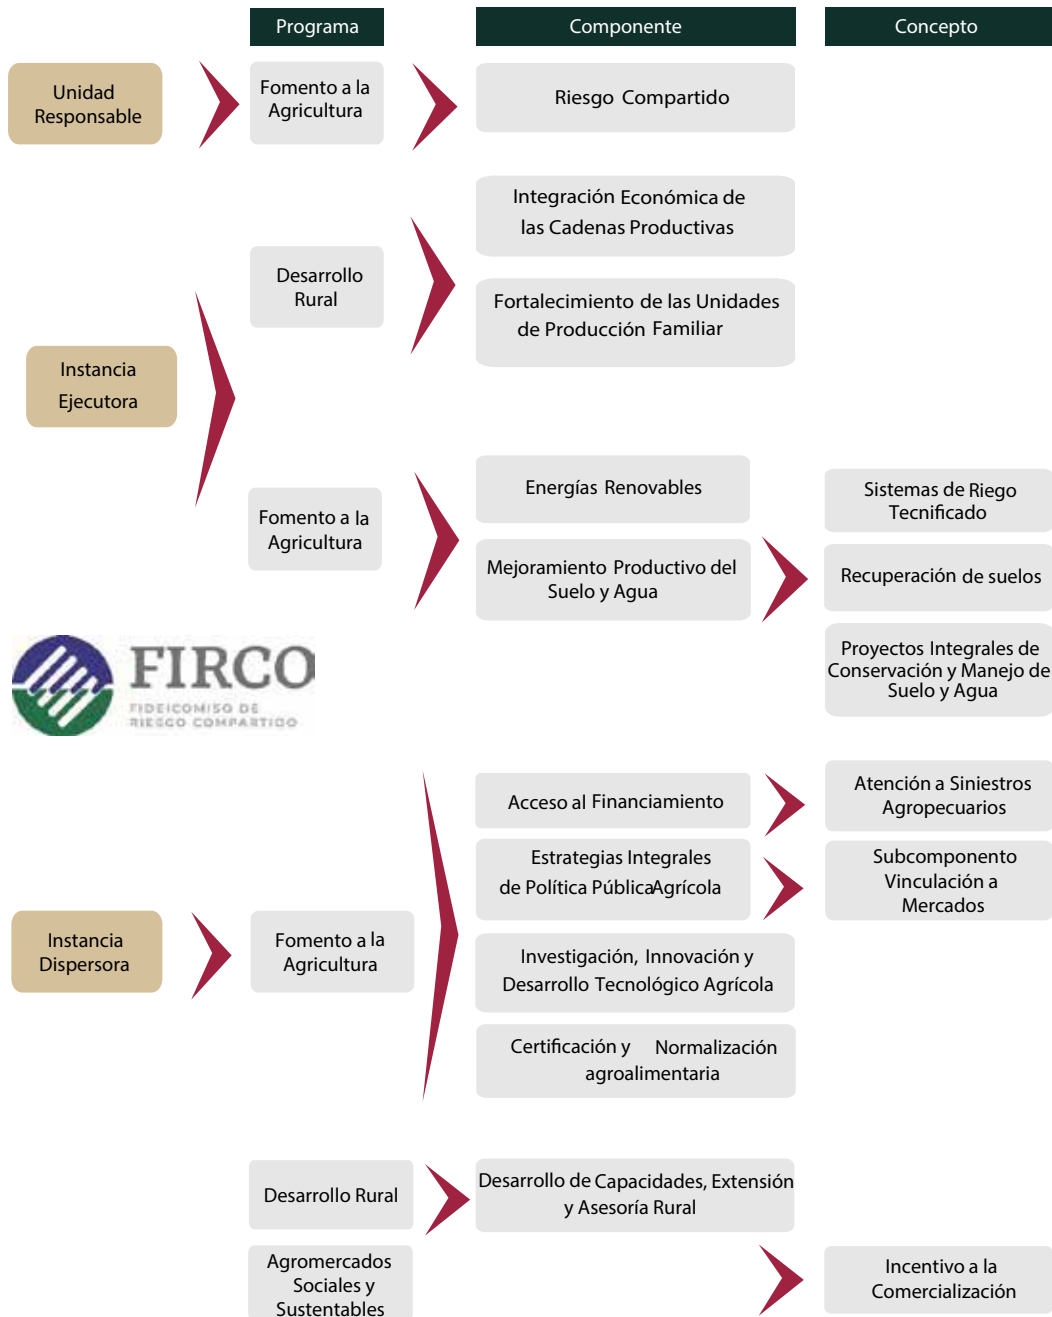 Programa
Componente
Concepto
Unidad
Responsable
Fomento a la
Agricultura
Riesgo Compartido
Integración Económica de
las Cadenas Productivas
Desarrollo
Rural
Fortalecimiento de las Unidades
de Producción Familiar
Instancia
Ejecutora
Fomento a la
Agricultura
Energías Renovables
Mejoramiento Productivo del
Suelo y Agua
Sistemas de Riego
Tecnificado
Recuperación de suelos
Proyectos Integrales de
Conservación y Manejo de
Suelo y Agua
FIRCO
FIDEICOMISO DE
RIESGO COMPARTIDO
Acceso al Financiamiento
Atención a Siniestros
Agropecuarios
Estrategias Integrales
de Política Pública Agrícola
Subcomponento
Vinculación a
Mercados
Instancia
Dispersora
Fomento a la
Agricultura
Investigación, Innovación y
Desarrollo Tecnológico Agrícola
Certificación y Normalización
agroalimentaria
Desarrollo Rural
Desarrollo de Capacidades, Extensión
y Asesoría Rural
Agromercados
Sociales y
Sustentables
Incentivo a la
Comercialización